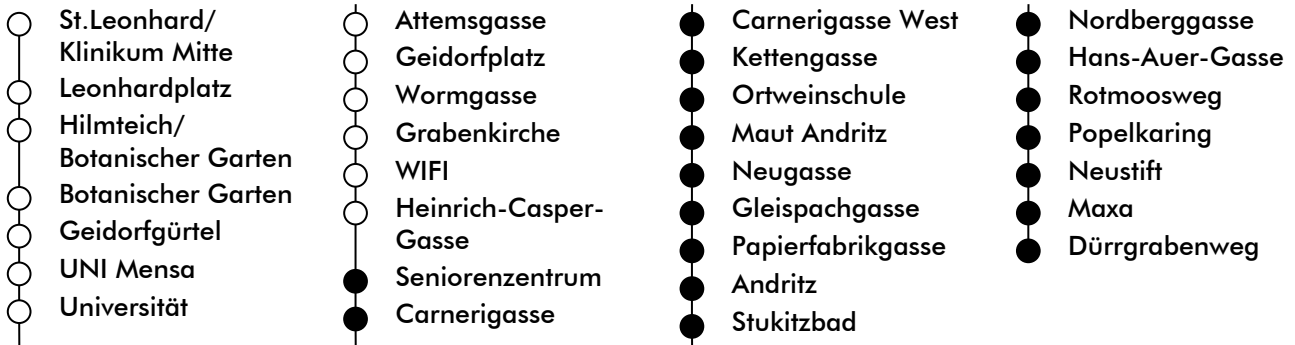 St.Leonhard/
Klinikum Mitte
Leonhardplatz
Hilmteich/
Botanischer Garten
Botanischer Garten
Geidorfgürtel
UNI Mensa
Universität
Attemsgasse
Geidorfplatz
Wormgasse
Grabenkirche
WIFI
Heinrich-Casper-
Gasse
Seniorenzentrum
Carnerigasse
Carnerigasse West
Kettengasse
Ortweinschule
Maut Andritz
Neugasse
Gleispachgasse
Papierfabrikgasse
Andritz
Stukitzbad
Nordberggasse
Hans-Auer-Gasse
Rotmoosweg
Popelkaring
Neustift
Maxa
Dürrgrabenweg